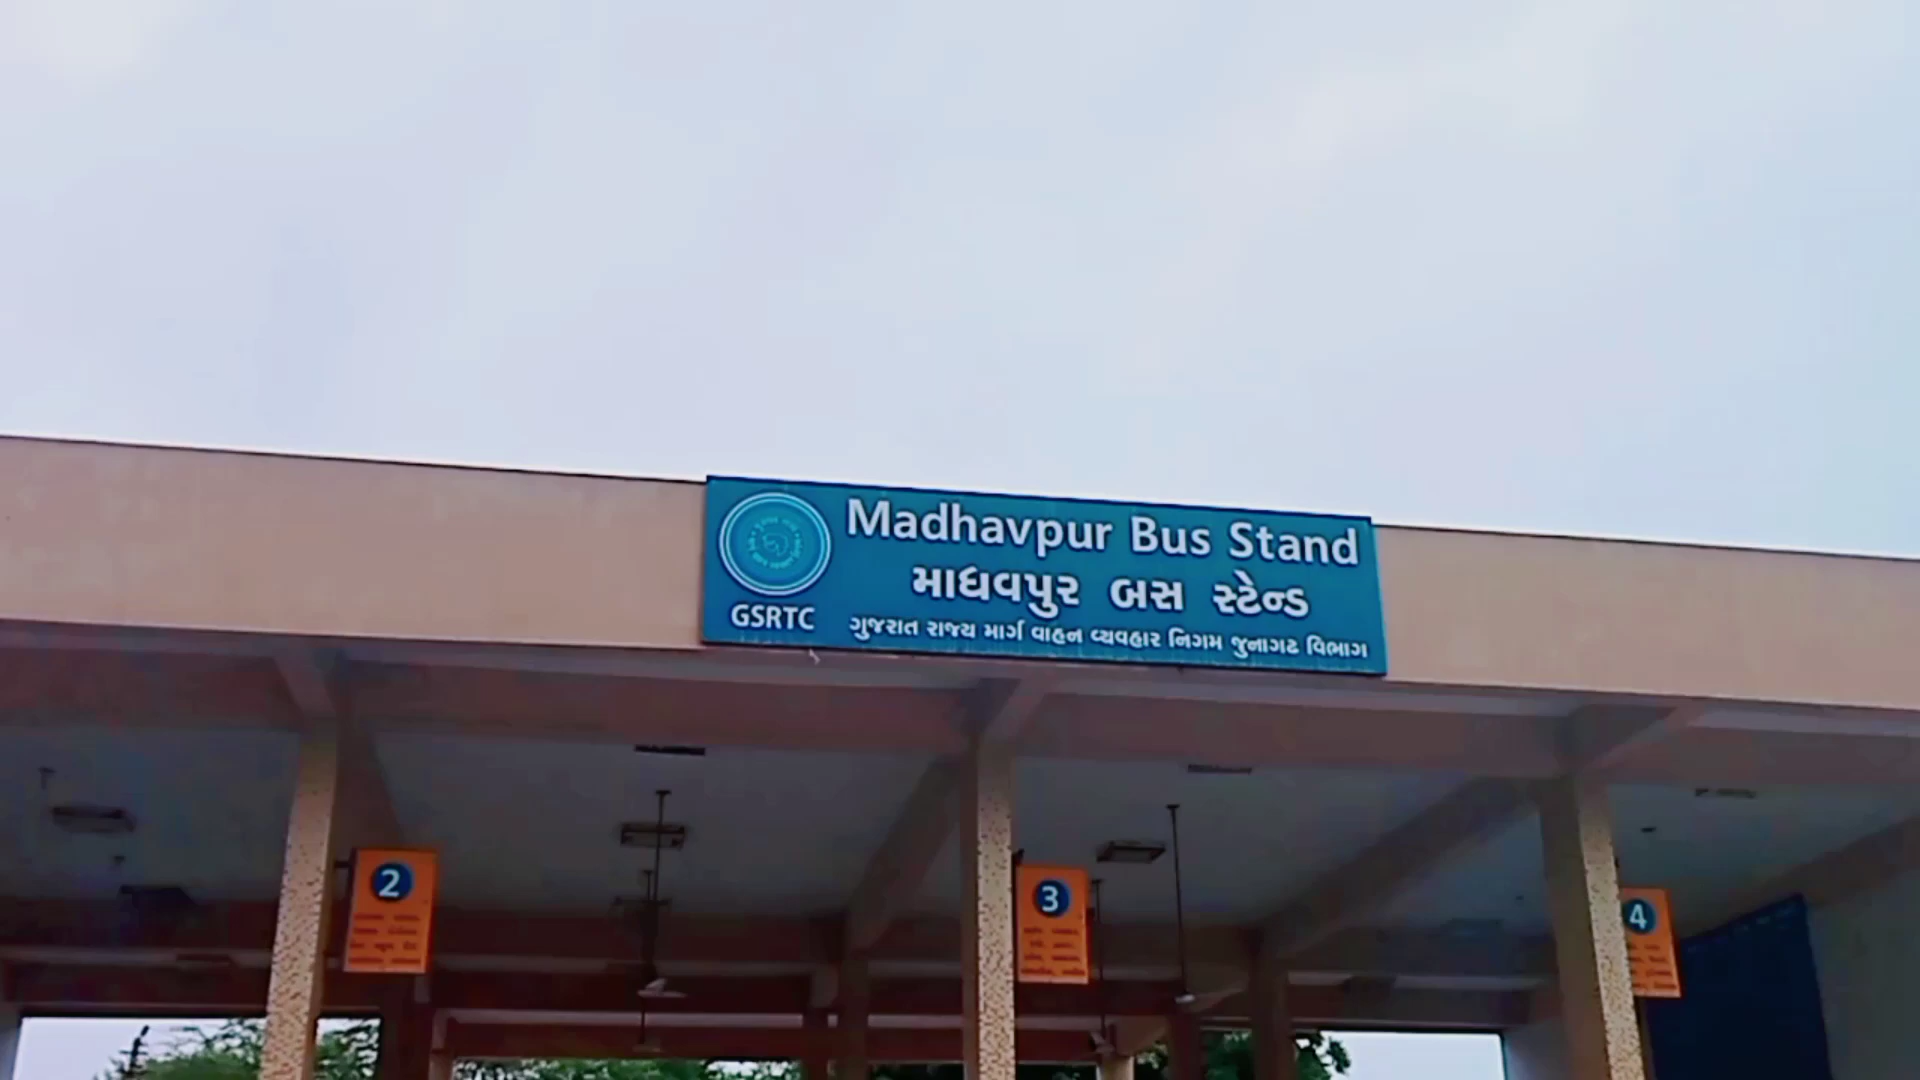 Madhavpur Bus Stand
માધવપુર બસ સ્ટેન્ડ
GSRTC
ગુજરાત રાજ્ય માર્ગ વાહન વ્યવહાર નિગમ જુનાગઢ વિભાગ
2
3
4